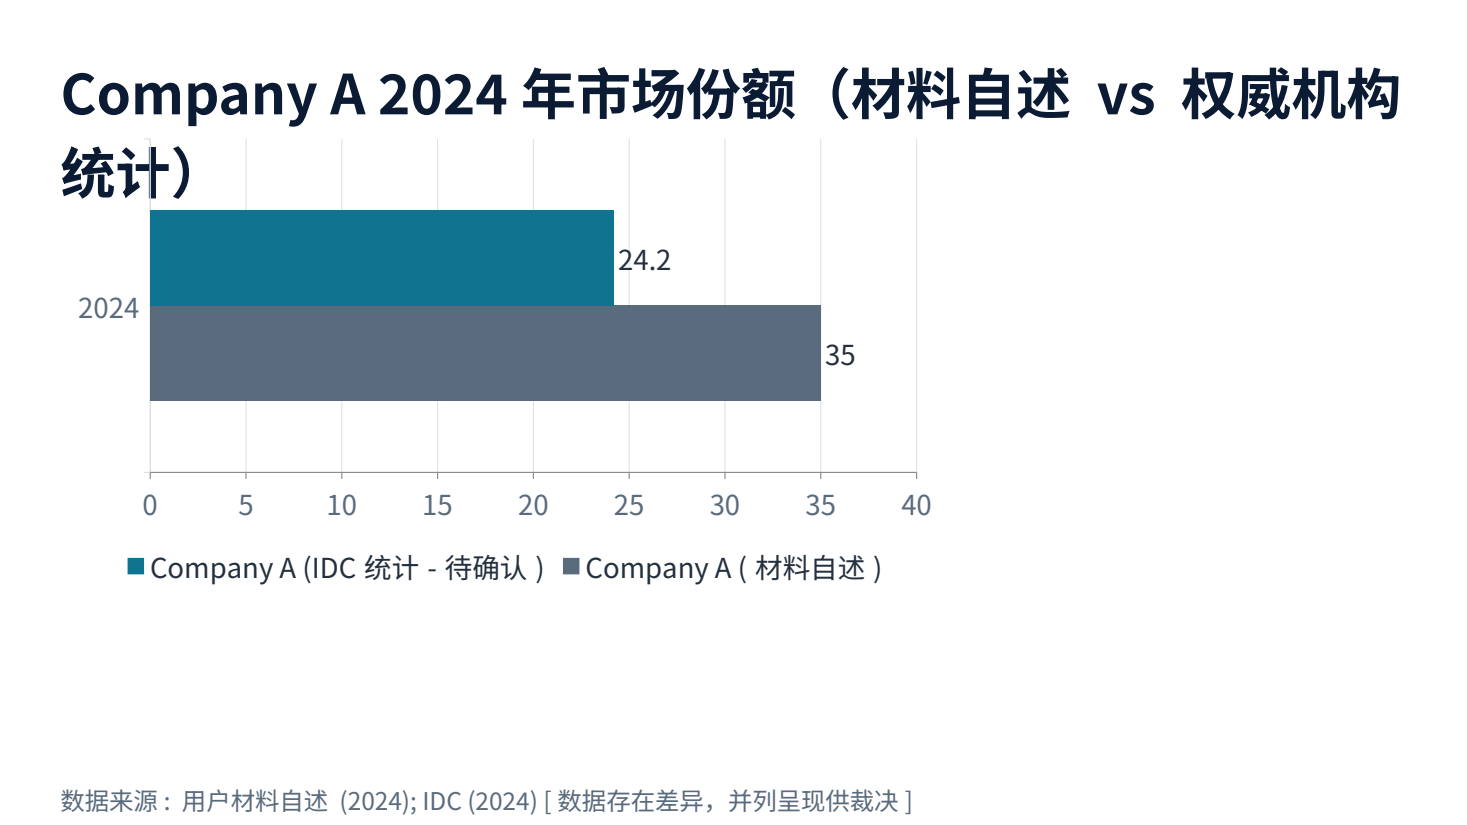 Company A 2024 年市场份额（材料自述 vs 权威机构
统计）
24.2
2024
35
0 5 10 15 20 25 30 35 40
Company A (IDC 统计 - 待确认 ) Company A ( 材料自述 )
数据来源 : 用户材料自述 (2024); IDC (2024) [ 数据存在差异，并列呈现供裁决 ]